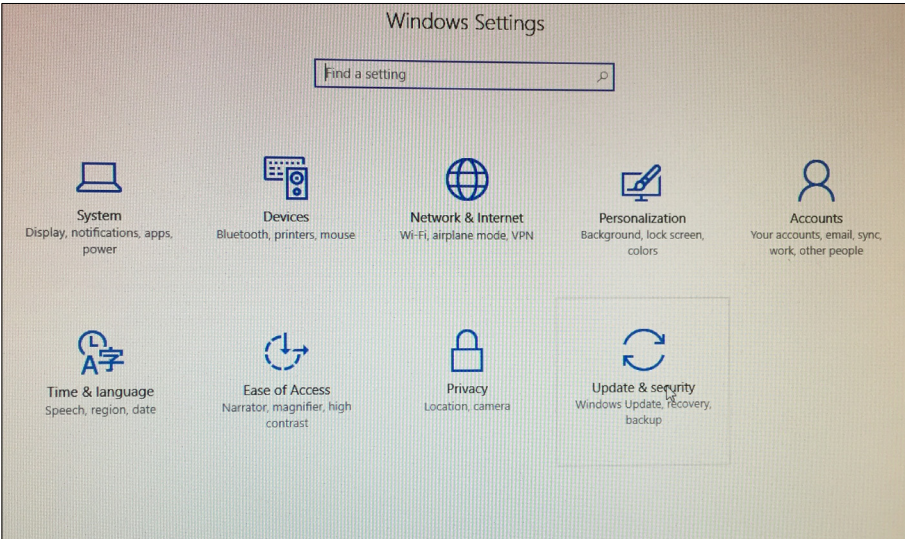 Windows Settings
Find a setting
System
Display, notifications, apps,
power
Devices
Bluetooth, printers, mouse
Network & Internet
Wi-Fi, airplane mode, VPN
Personalization
Background, lock screen,
colors
Accounts
Your accounts, email, sync,
work, other people
A字
Time & language
Speech, region, date
Ease of Access
Narrator, magnifier, high
contrast
Privacy
Location, camera
Update & security
Windows Update, recovery,
backup